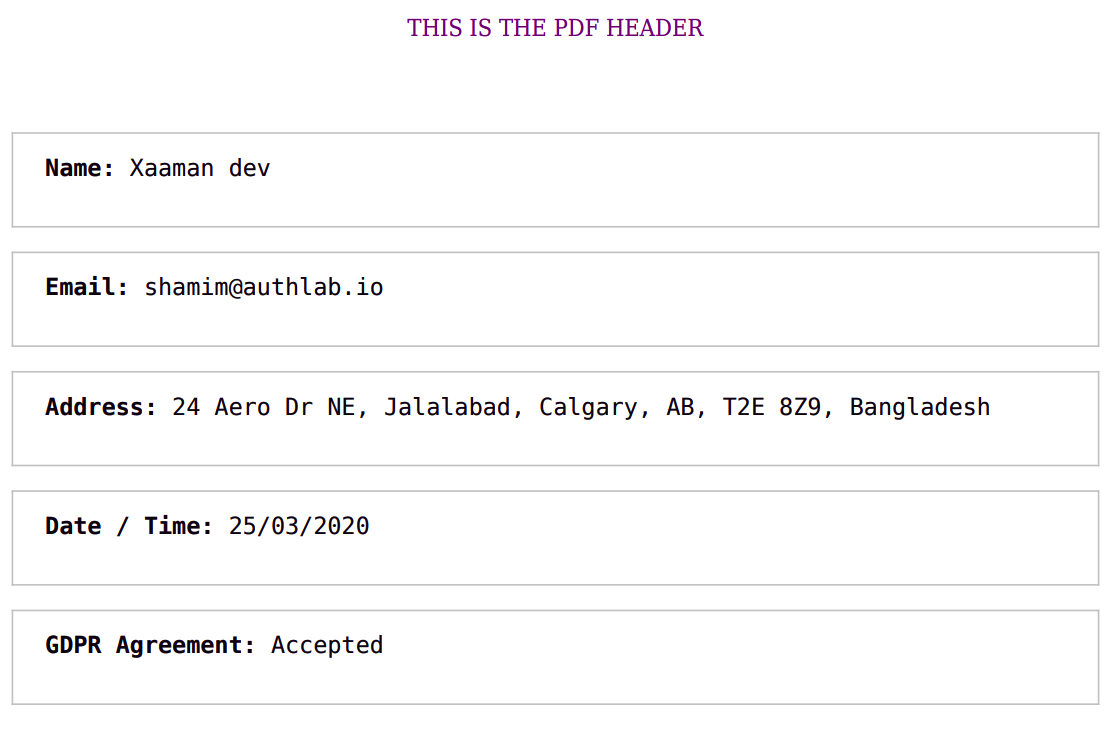 THIS IS THE PDF HEADER
Name: Xaaman dev
Email: shamim@authlab.io
Address: 24 Aero Dr NE, Jalalabad, Calgary, AB, T2E 8Z9, Bangladesh
Date / Time: 25/03/2020
GDPR Agreement: Accepted